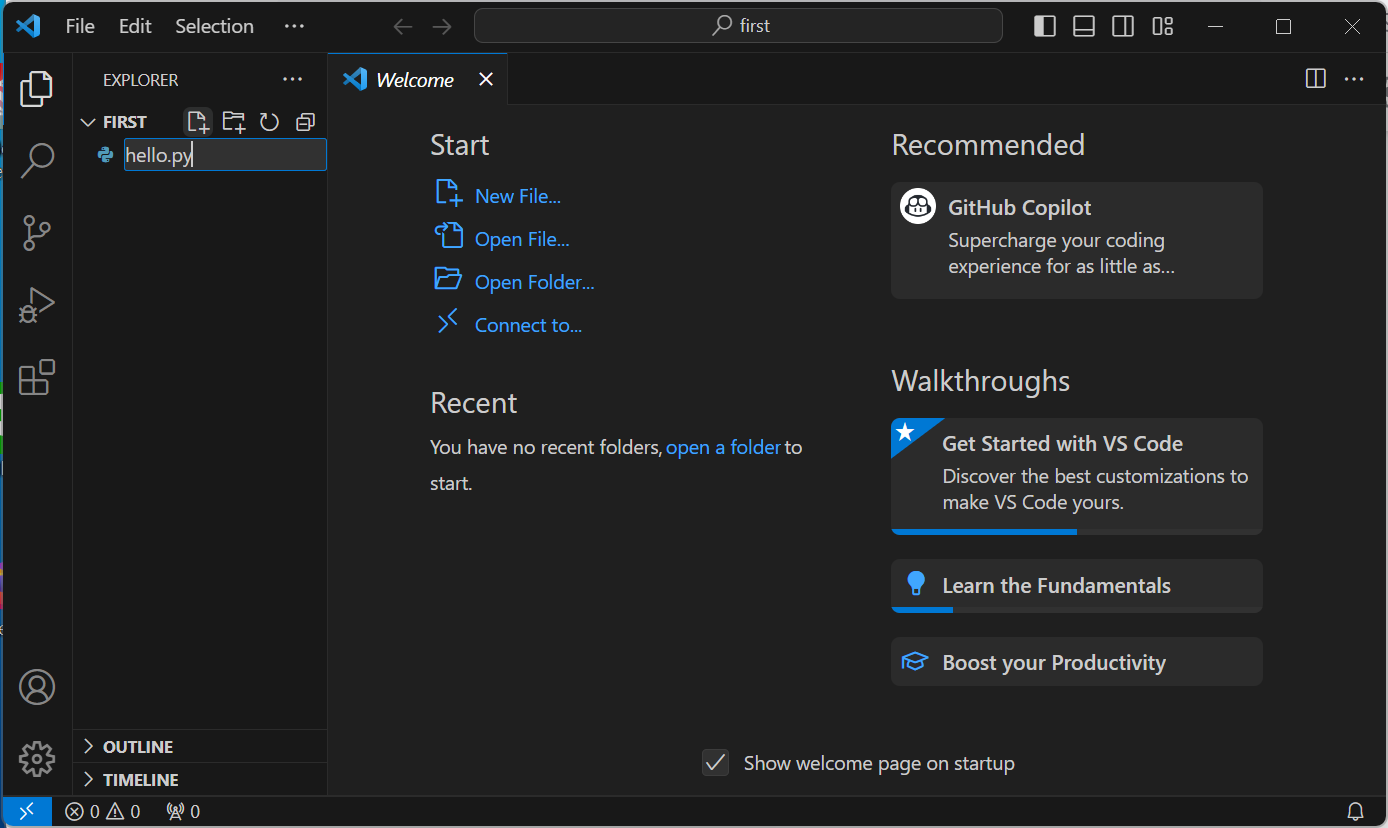 File Edit Selection ··· first
EXPLORER ···
Welcome
FIRST
hello.py
Start
New File...
Open File...
Open Folder...
Connect to...
Recent
You have no recent folders, open a folder to
start.
Recommended
GitHub Copilot
Supercharge your coding
experience for as little as...
Walkthroughs
Get Started with VS Code
Discover the best customizations to
make VS Code yours.
Learn the Fundamentals
Boost your Productivity
OUTLINE
TIMELINE
Show welcome page on startup
0 0 0